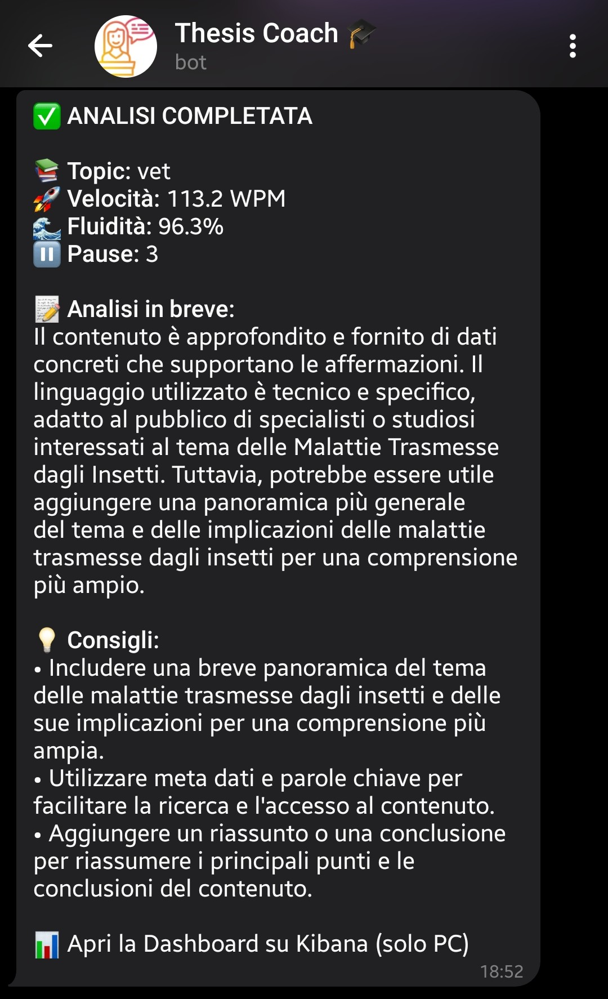 Thesis Coach 🎓
bot
✅ ANALISI COMPLETATA
📚 Topic: vet
🚀 Velocità: 113.2 WPM
🌊 Fluidità: 96.3%
⏸️ Pause: 3
📝 Analisi in breve:
Il contenuto è approfondito e fornito di dati
concreti che supportano le affermazioni. Il
linguaggio utilizzato è tecnico e specifico,
adatto al pubblico di specialisti o studiosi
interessati al tema delle Malattie Trasmesse
dagli Insetti. Tuttavia, potrebbe essere utile
aggiungere una panoramica più generale
del tema e delle implicazioni delle malattie
trasmesse dagli insetti per una comprensione
più ampio.
💡 Consigli:
• Includere una breve panoramica del tema
delle malattie trasmesse dagli insetti e delle
sue implicazioni per una comprensione più
ampia.
• Utilizzare meta dati e parole chiave per
facilitare la ricerca e l'accesso al contenuto.
• Aggiungere un riassunto o una conclusione
per riassumere i principali punti e le
conclusioni del contenuto.
📊 Apri la Dashboard su Kibana (solo PC)
18:52